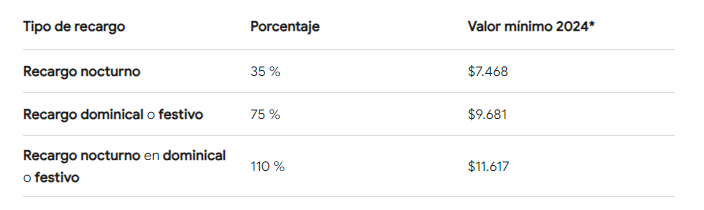 Tipo de recargo Porcentaje Valor mínimo 2024*
Recargo nocturno 35 % $7.468
Recargo dominical o festivo 75 % $9.681
Recargo nocturno en dominical
o festivo 110 % $11.617